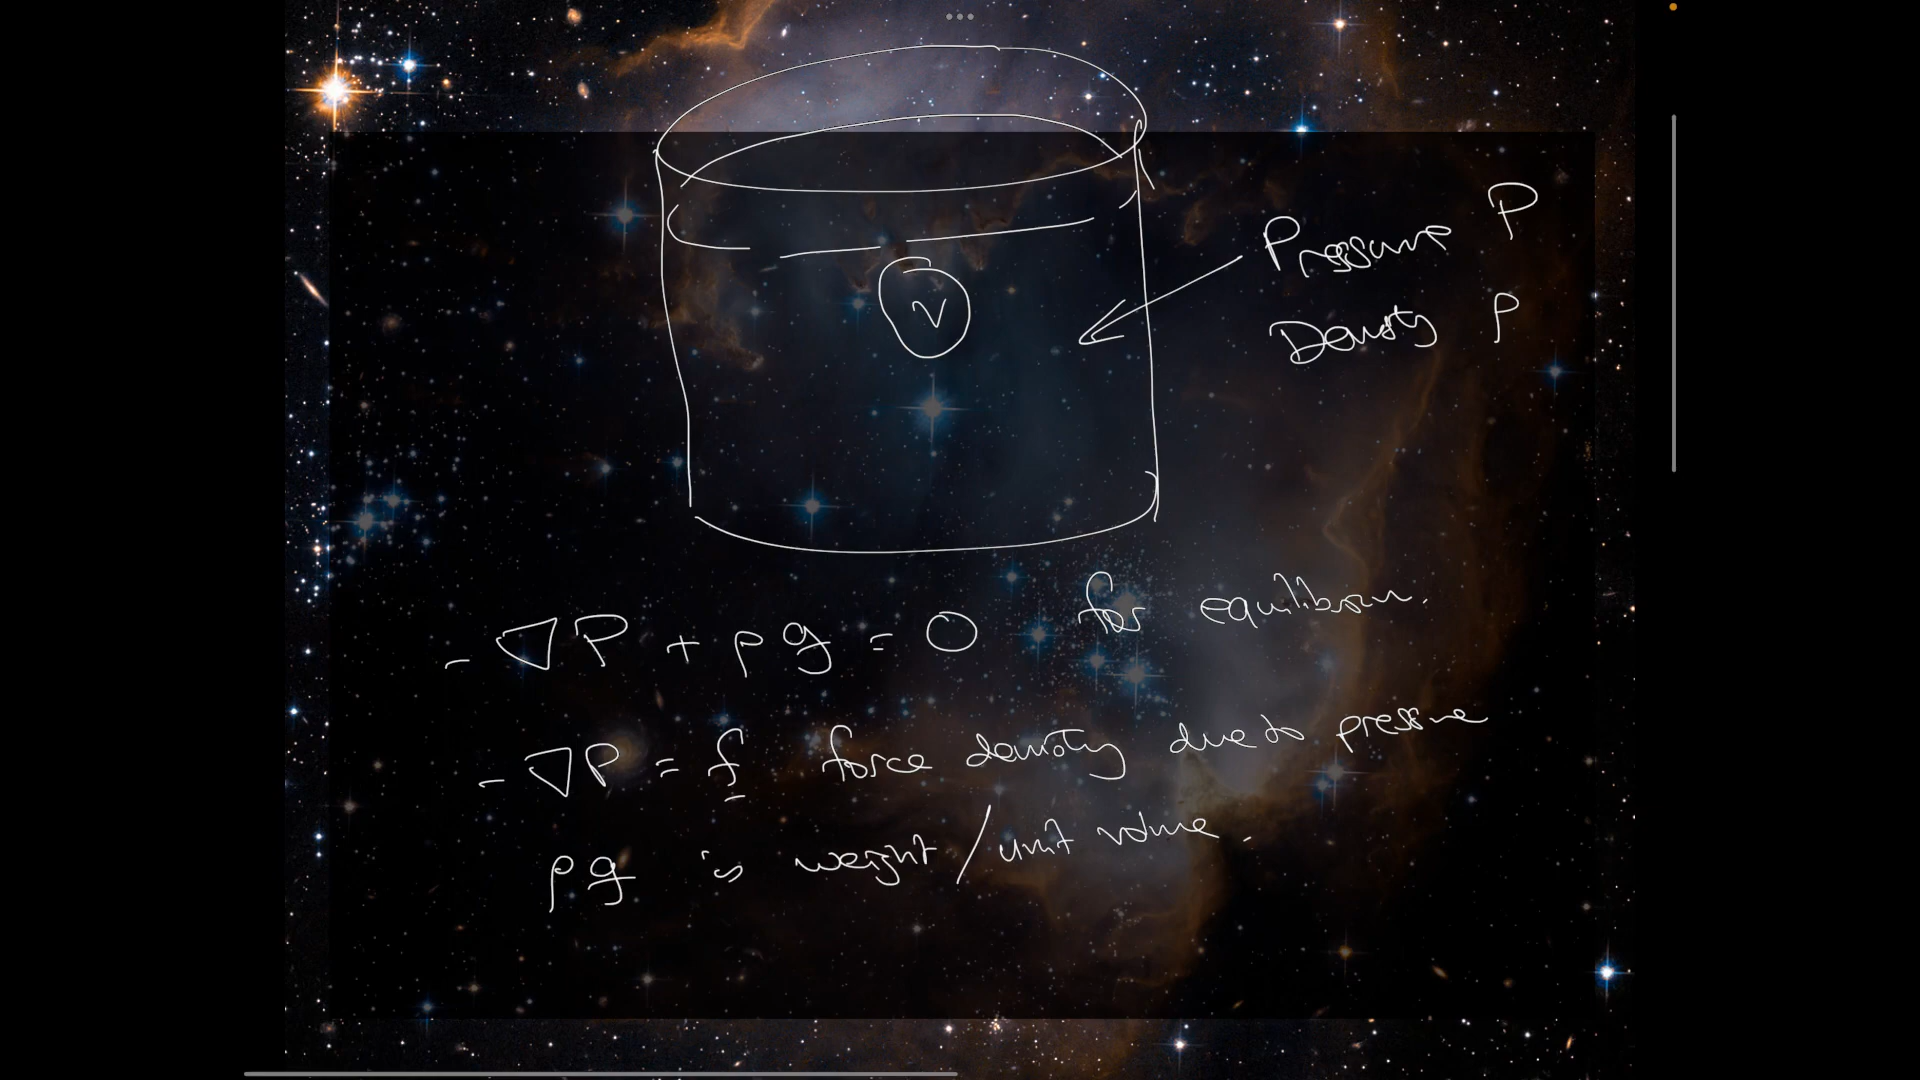 V
Pressure P
Density ρ
- ∇P + ρg = 0 for equilibrium.
- ∇P = f force density due to pressure
ρg is weight/unit volume.